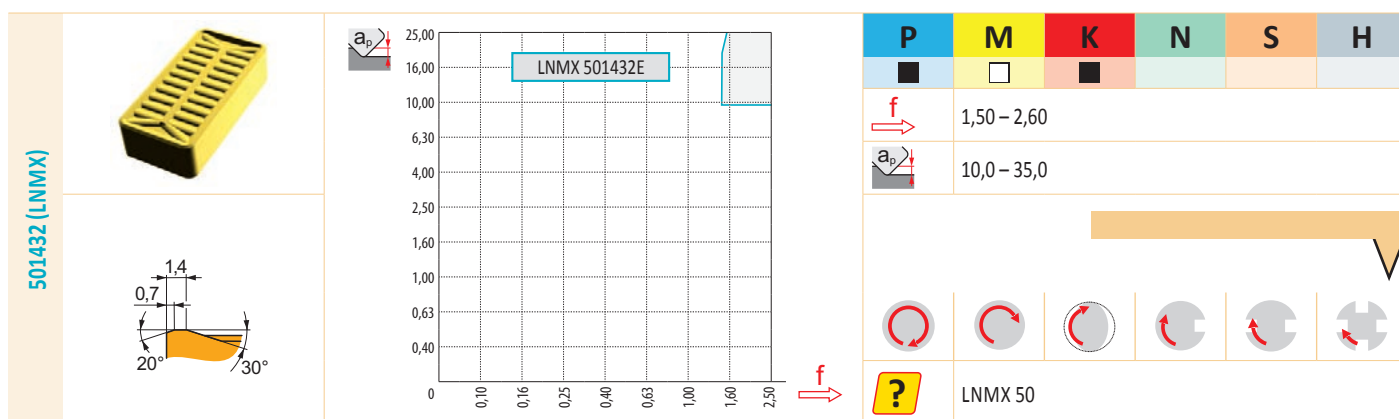 501432 (LNMX)
1,4
0,7
20°
30°
ap
25,00
16,00
10,00
6,30
4,00
2,50
1,60
1,00
0,63
0,40
0
LNMX 501432E
0,10
0,16
0,25
0,40
0,63
1,00
1,60
2,50
f
P M K N S H
f 1,50 – 2,60
ap 10,0 – 35,0
? LNMX 50